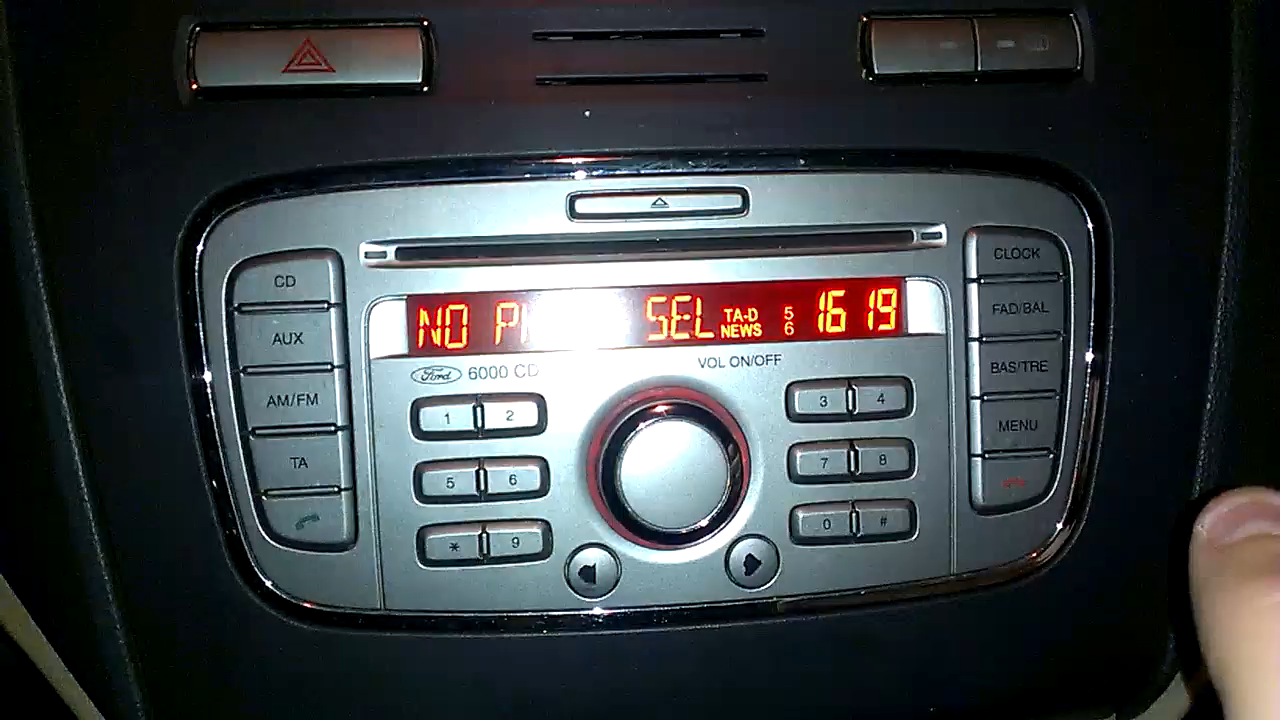 CD
AUX
AM/FM
TA
NO SEL TA-D NEWS 5 6 16 19
Ford 6000 CD
VOL ON/OFF
1 2
3 4
5 6
7 8
* 9
0 #
CLOCK
FAD/BAL
BAS/TRE
MENU